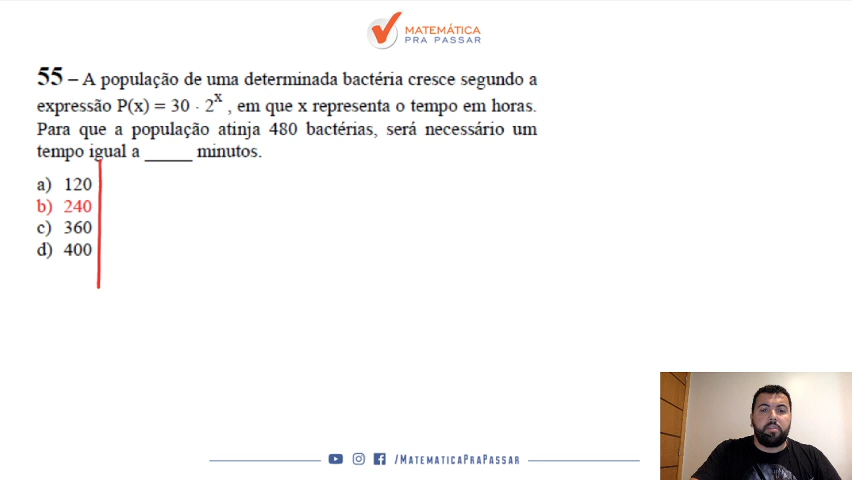 MATEMÁTICA
PRA PASSAR
55 – A população de uma determinada bactéria cresce segundo a
expressão P(x) = 30 · 2^x , em que x representa o tempo em horas.
Para que a população atinja 480 bactérias, será necessário um
tempo igual a _____ minutos.
a) 120
b) 240
c) 360
d) 400
/MATEMATICAPRAPASSAR